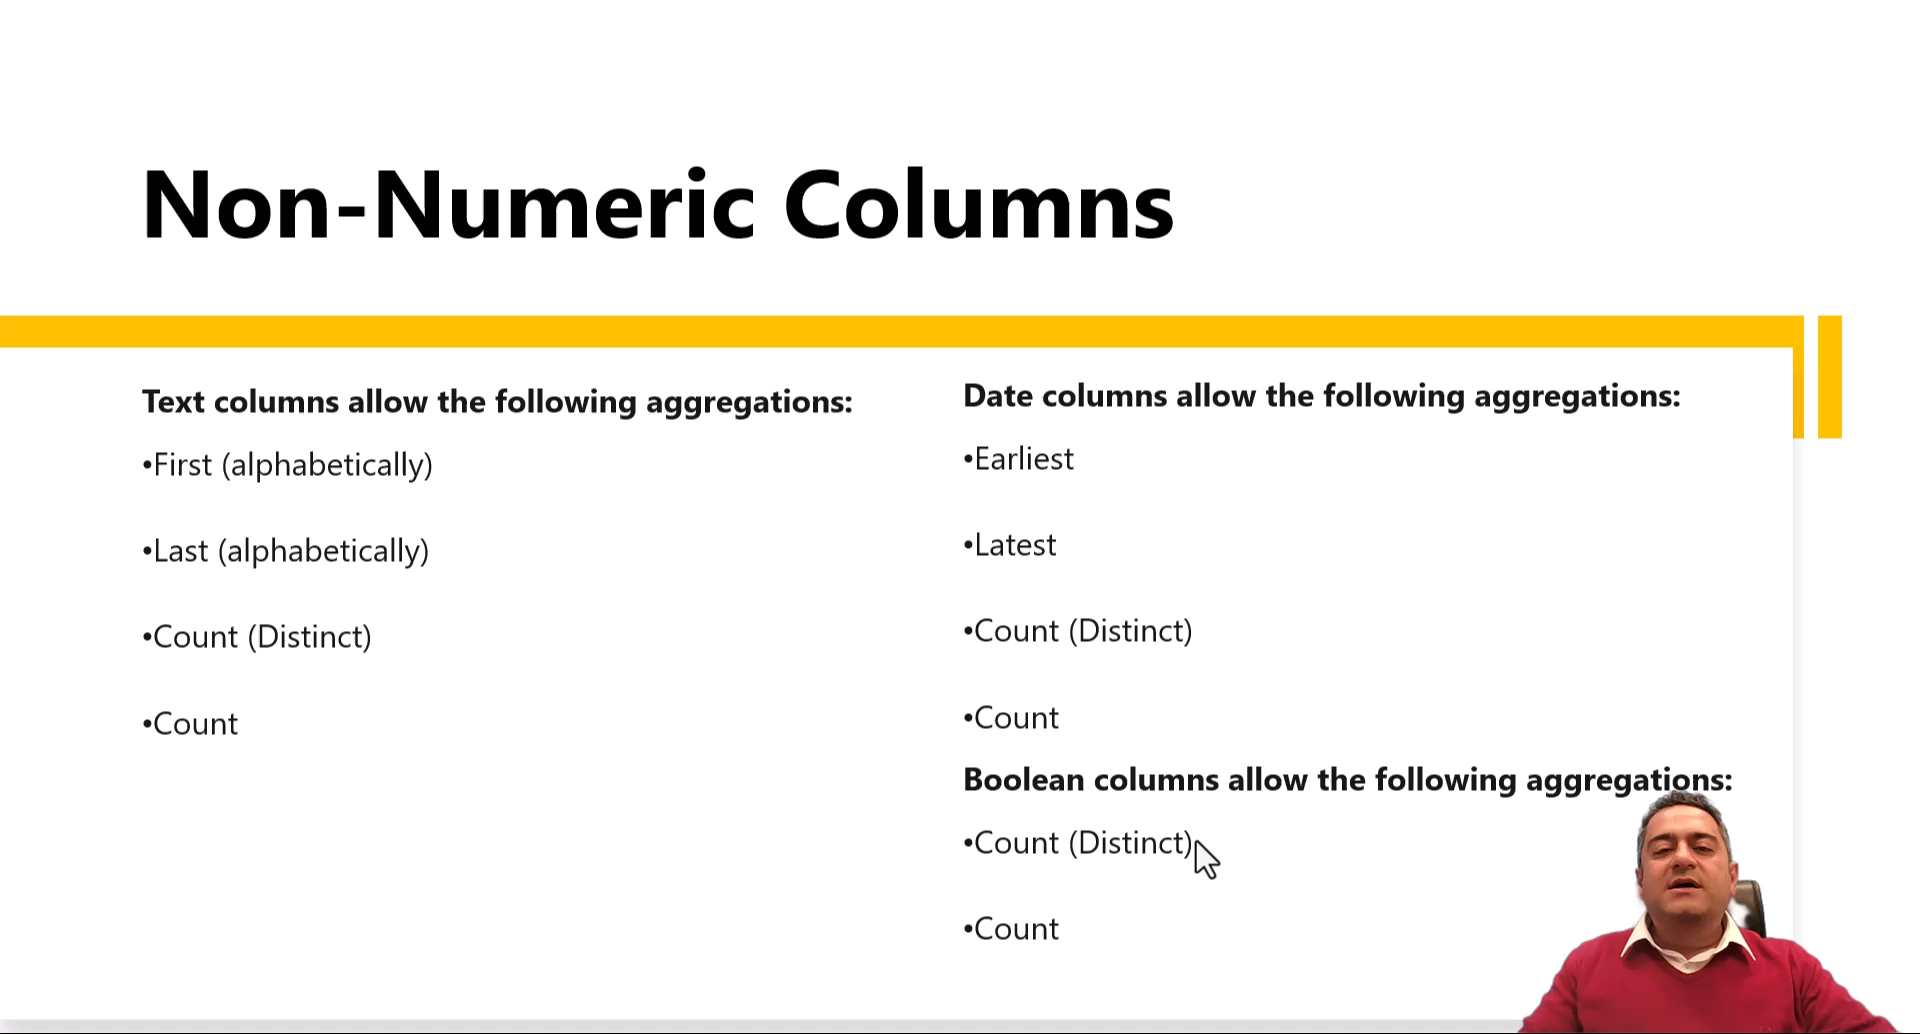 Non-Numeric Columns
Text columns allow the following aggregations:
•First (alphabetically)
•Last (alphabetically)
•Count (Distinct)
•Count
Date columns allow the following aggregations:
•Earliest
•Latest
•Count (Distinct)
•Count
Boolean columns allow the following aggregations:
•Count (Distinct)
•Count